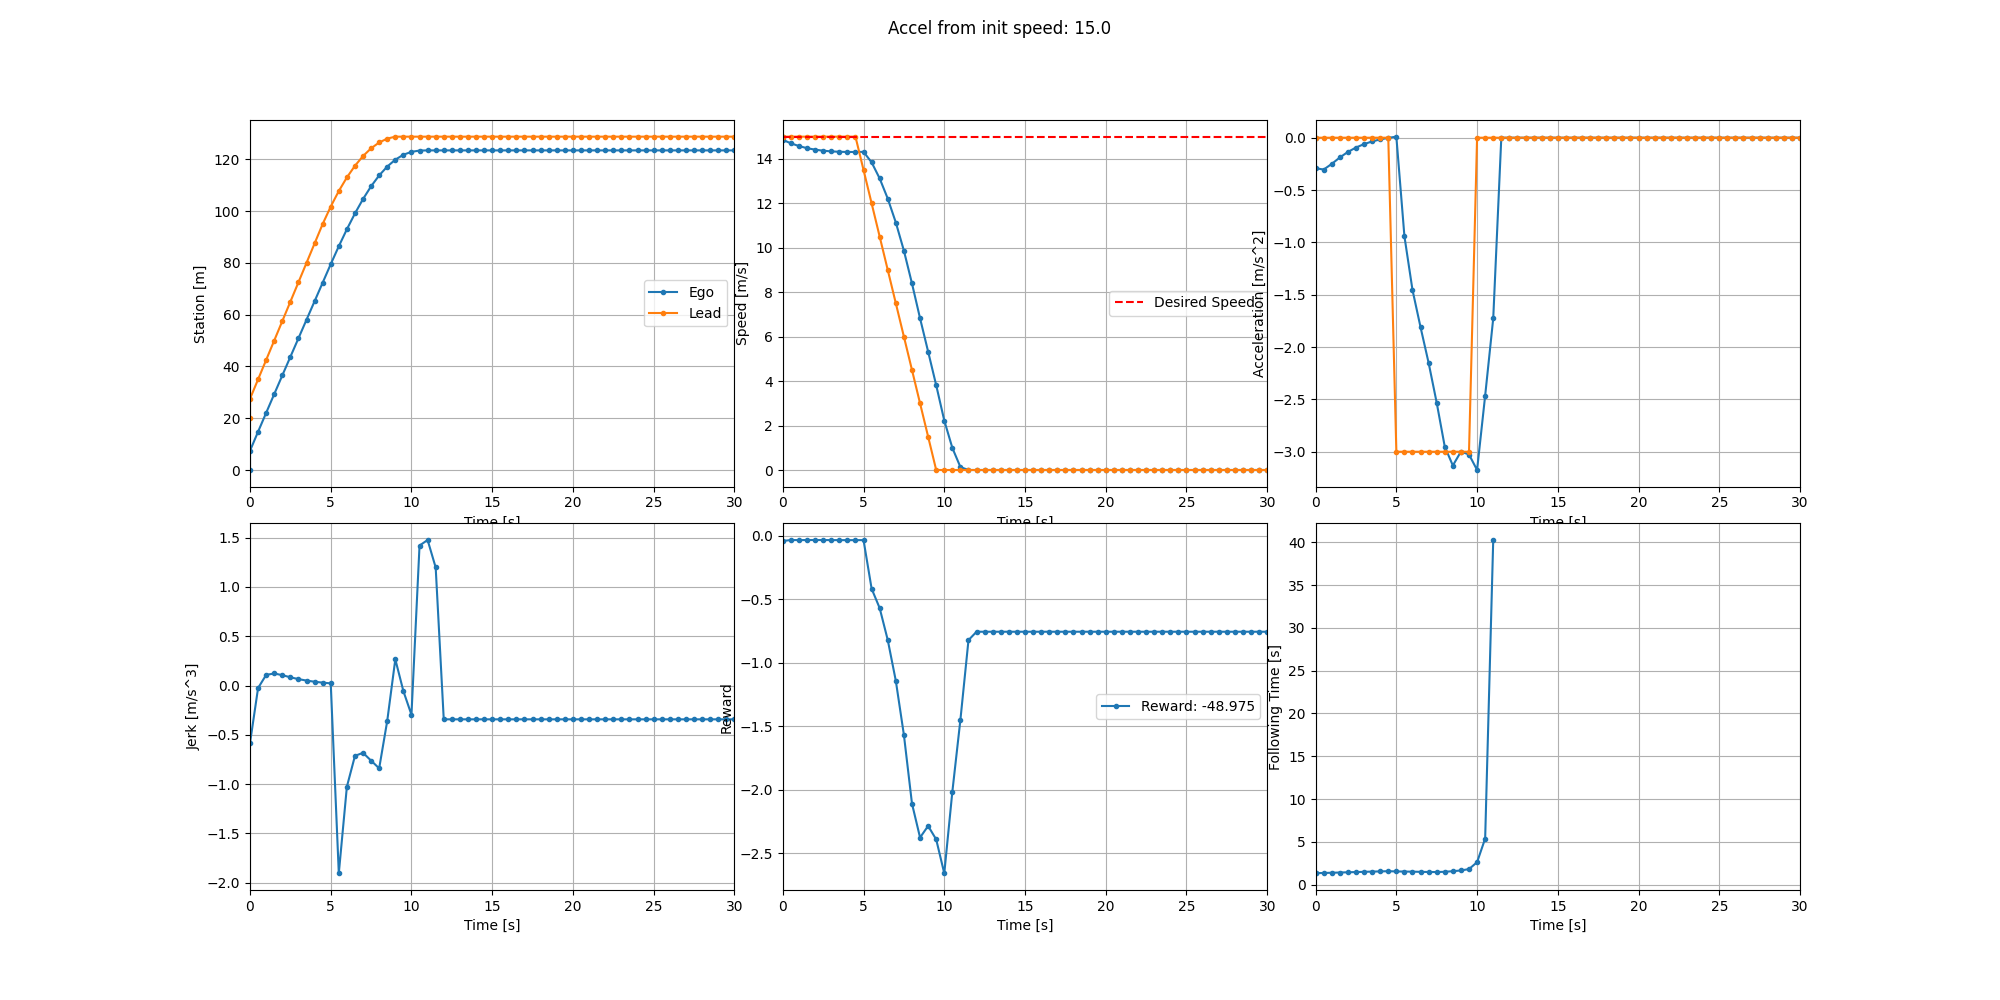 Accel from init speed: 15.0
Station [m]
120
100
80
60
40
20
0
0 5 10 15 20 25 30
Time [s]
Ego
Lead
Speed [m/s]
14
12
10
8
6
4
2
0
0 5 10 15 20 25 30
Time [s]
Desired Speed
Acceleration [m/s^2]
0.0
−0.5
−1.0
−1.5
−2.0
−2.5
−3.0
0 5 10 15 20 25 30
Time [s]
Jerk [m/s^3]
1.5
1.0
0.5
0.0
−0.5
−1.0
−1.5
−2.0
0 5 10 15 20 25 30
Time [s]
Reward
0.0
−0.5
−1.0
−1.5
−2.0
−2.5
0 5 10 15 20 25 30
Time [s]
Reward: -48.975
Following Time [s]
40
35
30
25
20
15
10
5
0
0 5 10 15 20 25 30
Time [s]